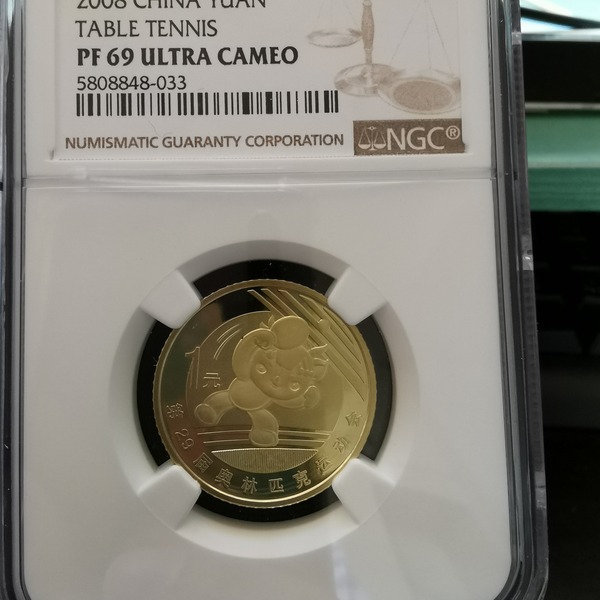 2008 CHINA YUAN
TABLE TENNIS
PF 69 ULTRA CAMEO
5808848-033
NUMISMATIC GUARANTY CORPORATION
NGC®
1元
第29届奥林匹克运动会